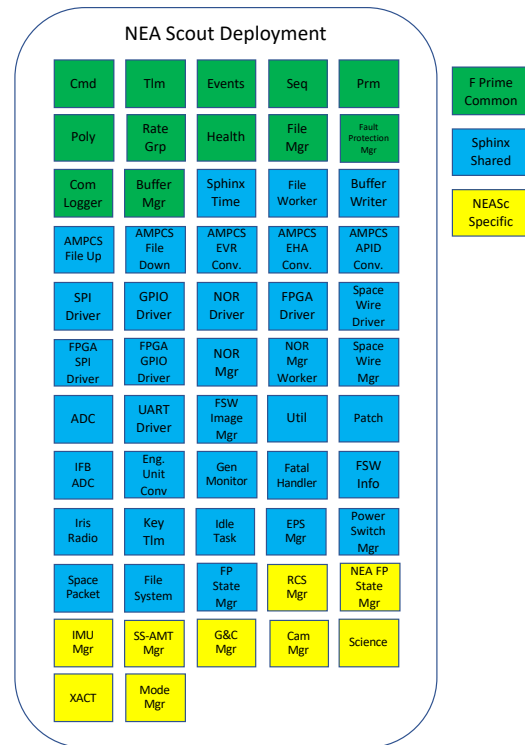 NEA Scout Deployment
Cmd
Tlm
Events
Seq
Prm
Poly
Rate
Grp
Health
File
Mgr
Fault
Protection
Mgr
Com
Logger
Buffer
Mgr
Sphinx
Time
File
Worker
Buffer
Writer
AMPCS
File Up
AMPCS
File
Down
AMPCS
EVR
Conv.
AMPCS
EHA
Conv.
AMPCS
APID
Conv.
SPI
Driver
GPIO
Driver
NOR
Driver
FPGA
Driver
Space
Wire
Driver
FPGA
SPI
Driver
FPGA
GPIO
Driver
NOR
Mgr
NOR
Mgr
Worker
Space
Wire
Mgr
ADC
UART
Driver
FSW
Image
Mgr
Util
Patch
IFB
ADC
Eng.
Unit
Conv
Gen
Monitor
Fatal
Handler
FSW
Info
Iris
Radio
Key
Tlm
Idle
Task
EPS
Mgr
Power
Switch
Mgr
Space
Packet
File
System
FP
State
Mgr
RCS
Mgr
NEA FP
State
Mgr
IMU
Mgr
SS-AMT
Mgr
G&C
Mgr
Cam
Mgr
Science
XACT
Mode
Mgr
F Prime
Common
Sphinx
Shared
NEASc
Specific